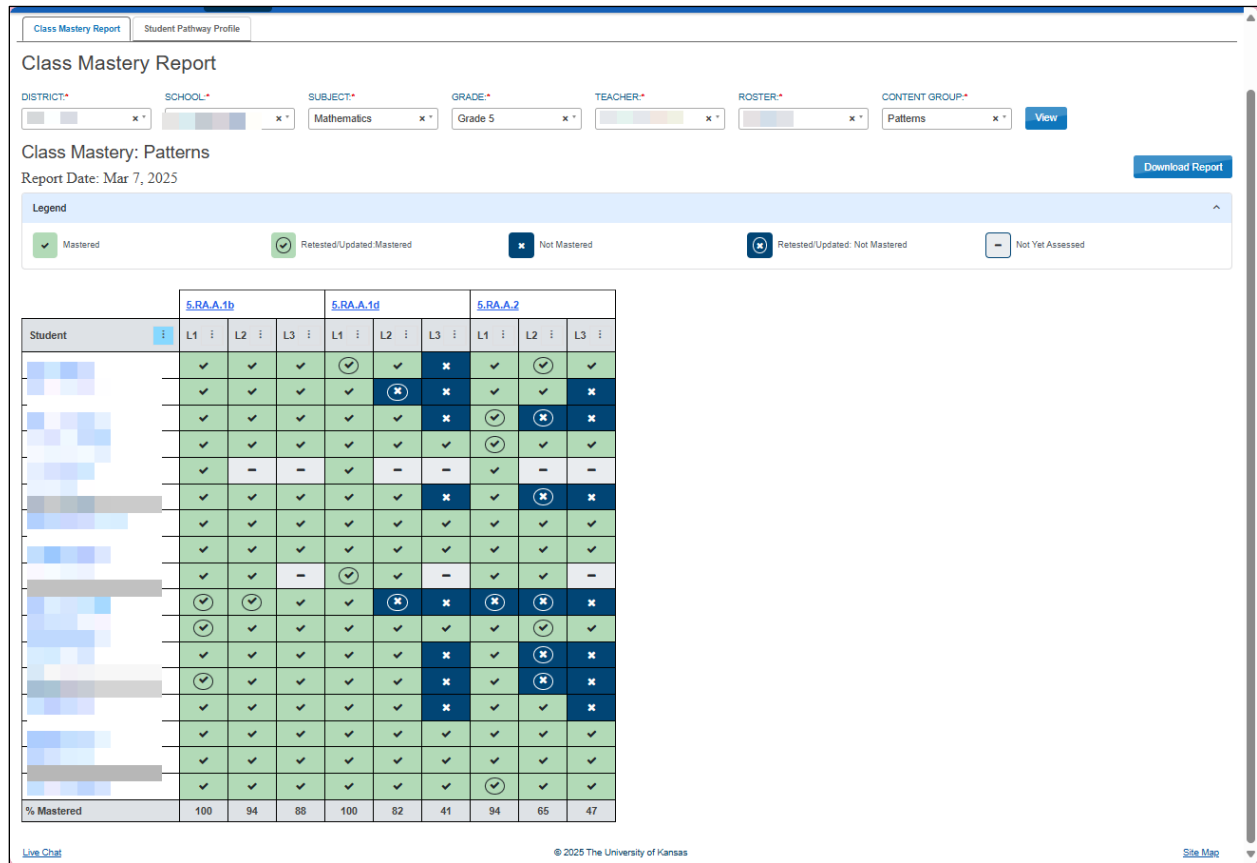 Class Mastery Report Student Pathway Profile
Class Mastery Report
DISTRICT:* SCHOOL:* SUBJECT:* GRADE:* TEACHER:* ROSTER:* CONTENT GROUP:*
Mathematics Grade 5 Patterns View
Class Mastery: Patterns
Download Report
Report Date: Mar 7, 2025
Legend
Mastered Retested/Updated:Mastered Not Mastered Retested/Updated: Not Mastered Not Yet Assessed
5.RA.A.1b 5.RA.A.1d 5.RA.A.2
Student L1 L2 L3 L1 L2 L3 L1 L2 L3
% Mastered 100 94 88 100 82 41 94 65 47
Live Chat © 2025 The University of Kansas Site Map